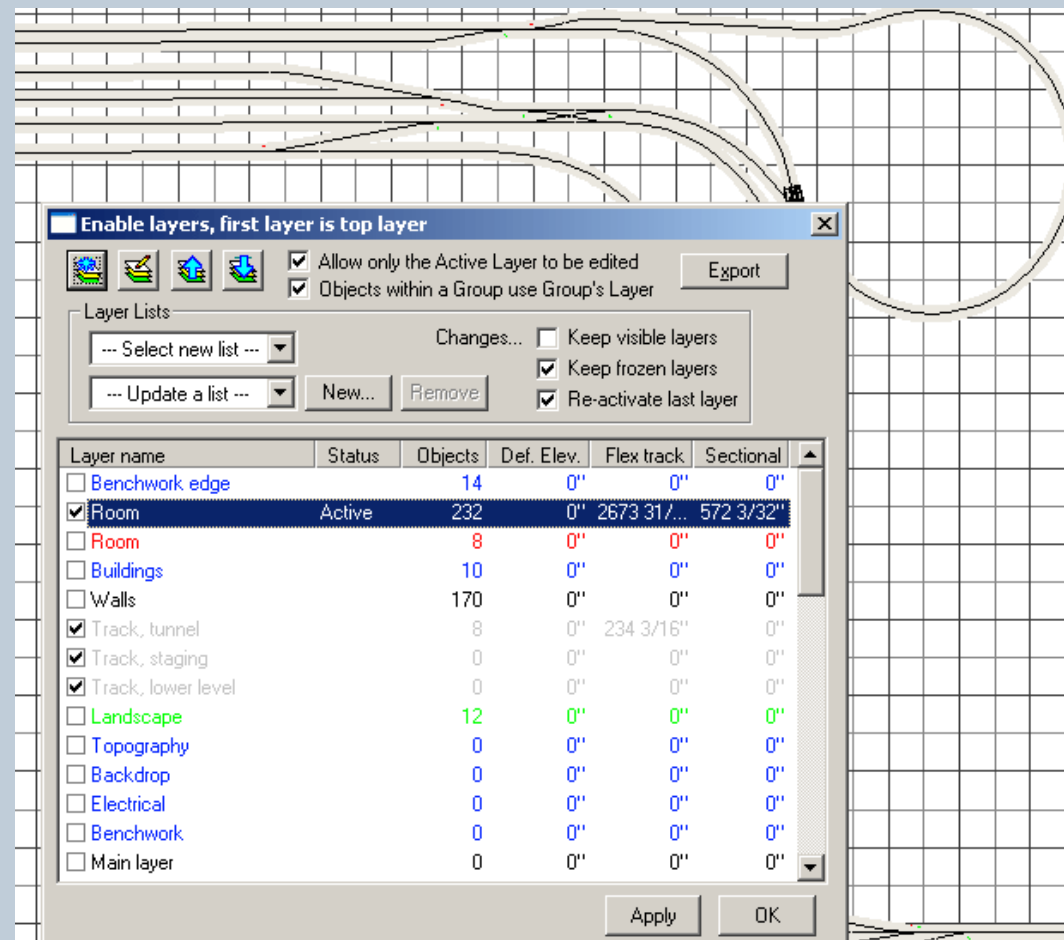 Enable layers, first layer is top layer
Allow only the Active Layer to be edited
Export
Objects within a Group use Group's Layer
Layer Lists
--- Select new list ---
Changes...
Keep visible layers
Keep frozen layers
--- Update a list ---
New...
Remove
Re-activate last layer
Layer name Status Objects Def. Elev. Flex track Sectional
Benchwork edge 14 0" 0" 0"
Room Active 232 0" 2673 31/... 572 3/32"
Room 8 0" 0" 0"
Buildings 10 0" 0" 0"
Walls 170 0" 0" 0"
Track, tunnel 8 0" 234 3/16" 0"
Track, staging 0 0" 0" 0"
Track, lower level 0 0" 0" 0"
Landscape 12 0" 0" 0"
Topography 0 0" 0" 0"
Backdrop 0 0" 0" 0"
Electrical 0 0" 0" 0"
Benchwork 0 0" 0" 0"
Main layer 0 0" 0" 0"
Apply OK